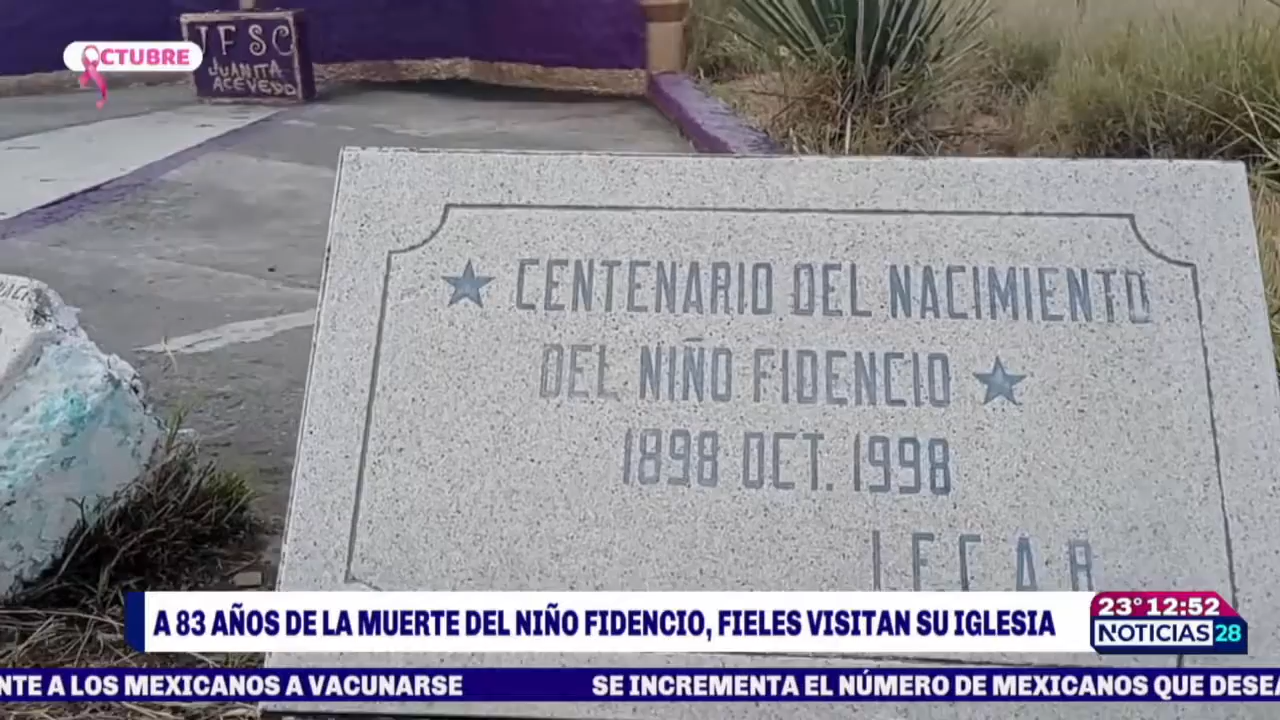 OCTUBRE
IFSC
JUANITA
ACEVEDO
CENTENARIO DEL NACIMIENTO
DEL NIÑO FIDENCIO
1898 OCT. 1998
A 83 AÑOS DE LA MUERTE DEL NIÑO FIDENCIO, FIELES VISITAN SU IGLESIA
23° 12:52
NOTICIAS 28
NTE A LOS MEXICANOS A VACUNARSE
SE INCREMENTA EL NÚMERO DE MEXICANOS QUE DESEA